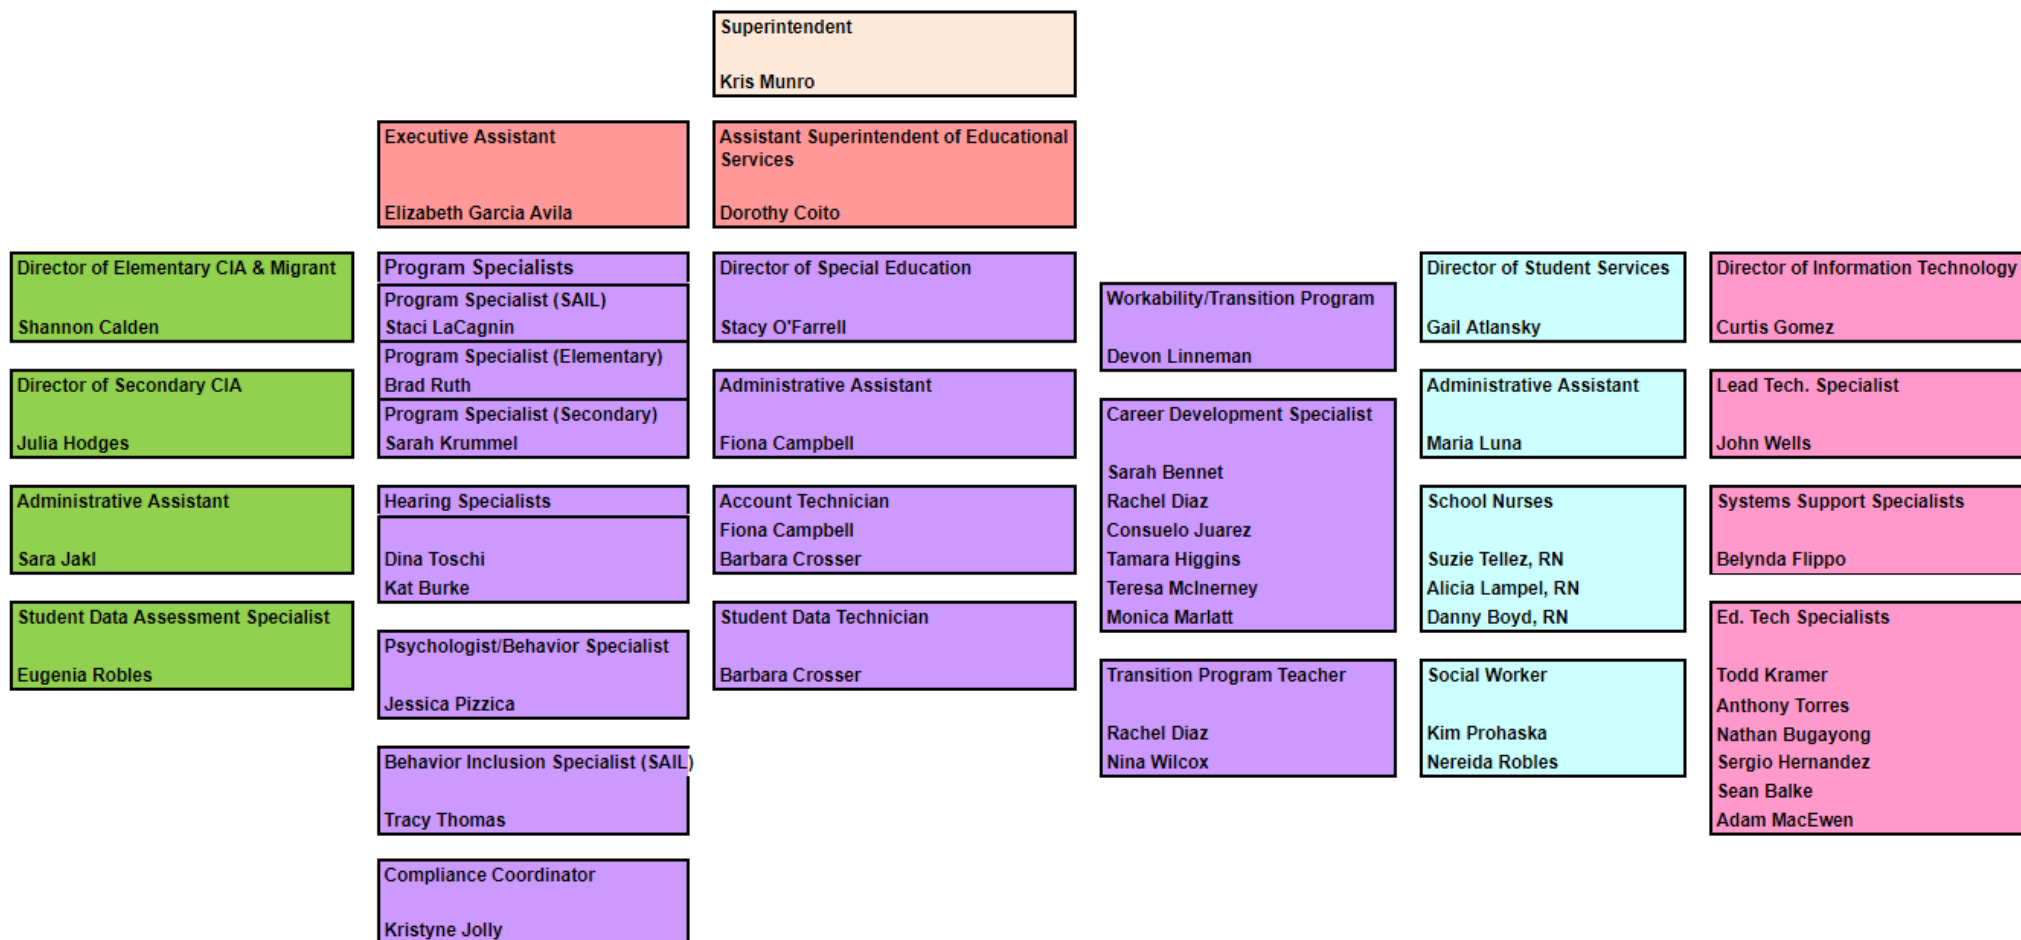 Superintendent
Kris Munro
Executive Assistant
Elizabeth Garcia Avila
Assistant Superintendent of Educational
Services
Dorothy Coito
Director of Elementary CIA & Migrant
Shannon Calden
Director of Secondary CIA
Julia Hodges
Administrative Assistant
Sara Jakl
Student Data Assessment Specialist
Eugenia Robles
Program Specialists
Program Specialist (SAIL)
Staci LaCagnin
Program Specialist (Elementary)
Brad Ruth
Program Specialist (Secondary)
Sarah Krummel
Hearing Specialists
Dina Toschi
Kat Burke
Psychologist/Behavior Specialist
Jessica Pizzica
Behavior Inclusion Specialist (SAIL)
Tracy Thomas
Compliance Coordinator
Kristyne Jolly
Director of Special Education
Stacy O'Farrell
Administrative Assistant
Fiona Campbell
Account Technician
Fiona Campbell
Barbara Crosser
Student Data Technician
Barbara Crosser
Workability/Transition Program
Devon Linneman
Career Development Specialist
Sarah Bennet
Rachel Diaz
Consuelo Juarez
Tamara Higgins
Teresa McInerney
Monica Marlatt
Transition Program Teacher
Rachel Diaz
Nina Wilcox
Director of Student Services
Gail Atlansky
Administrative Assistant
Maria Luna
School Nurses
Suzie Tellez, RN
Alicia Lampel, RN
Danny Boyd, RN
Social Worker
Kim Prohaska
Nereida Robles
Director of Information Technology
Curtis Gomez
Lead Tech. Specialist
John Wells
Systems Support Specialists
Belynda Flippo
Ed. Tech Specialists
Todd Kramer
Anthony Torres
Nathan Bugayong
Sergio Hernandez
Sean Balke
Adam MacEwen